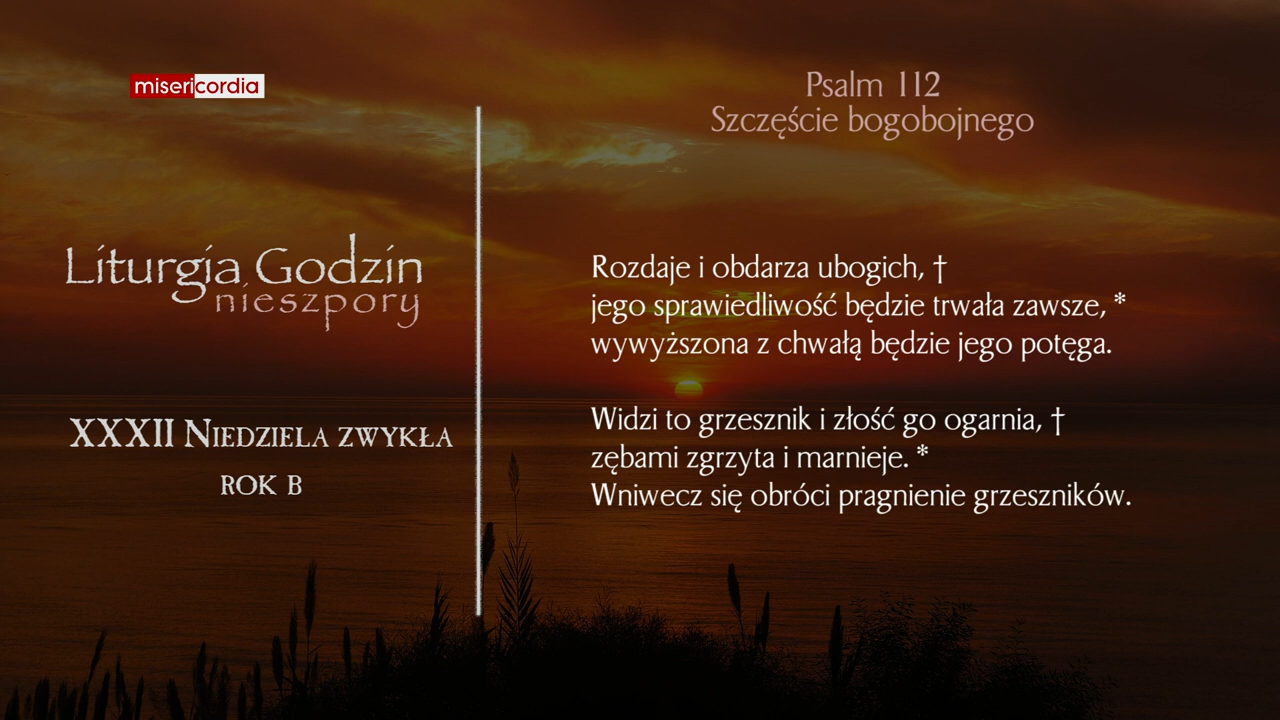 misericordia
Liturgia Godzin
nieszpory
XXXII Niedziela zwykła
rok B
Psalm 112
Szczęście bogobojnego
Rozdaje i obdarza ubogich, †
jego sprawiedliwość będzie trwała zawsze, *
wywyższona z chwałą będzie jego potęga.
Widzi to grzesznik i złość go ogarnia, †
zębami zgrzyta i marnieje. *
Wniwecz się obróci pragnienie grzeszników.